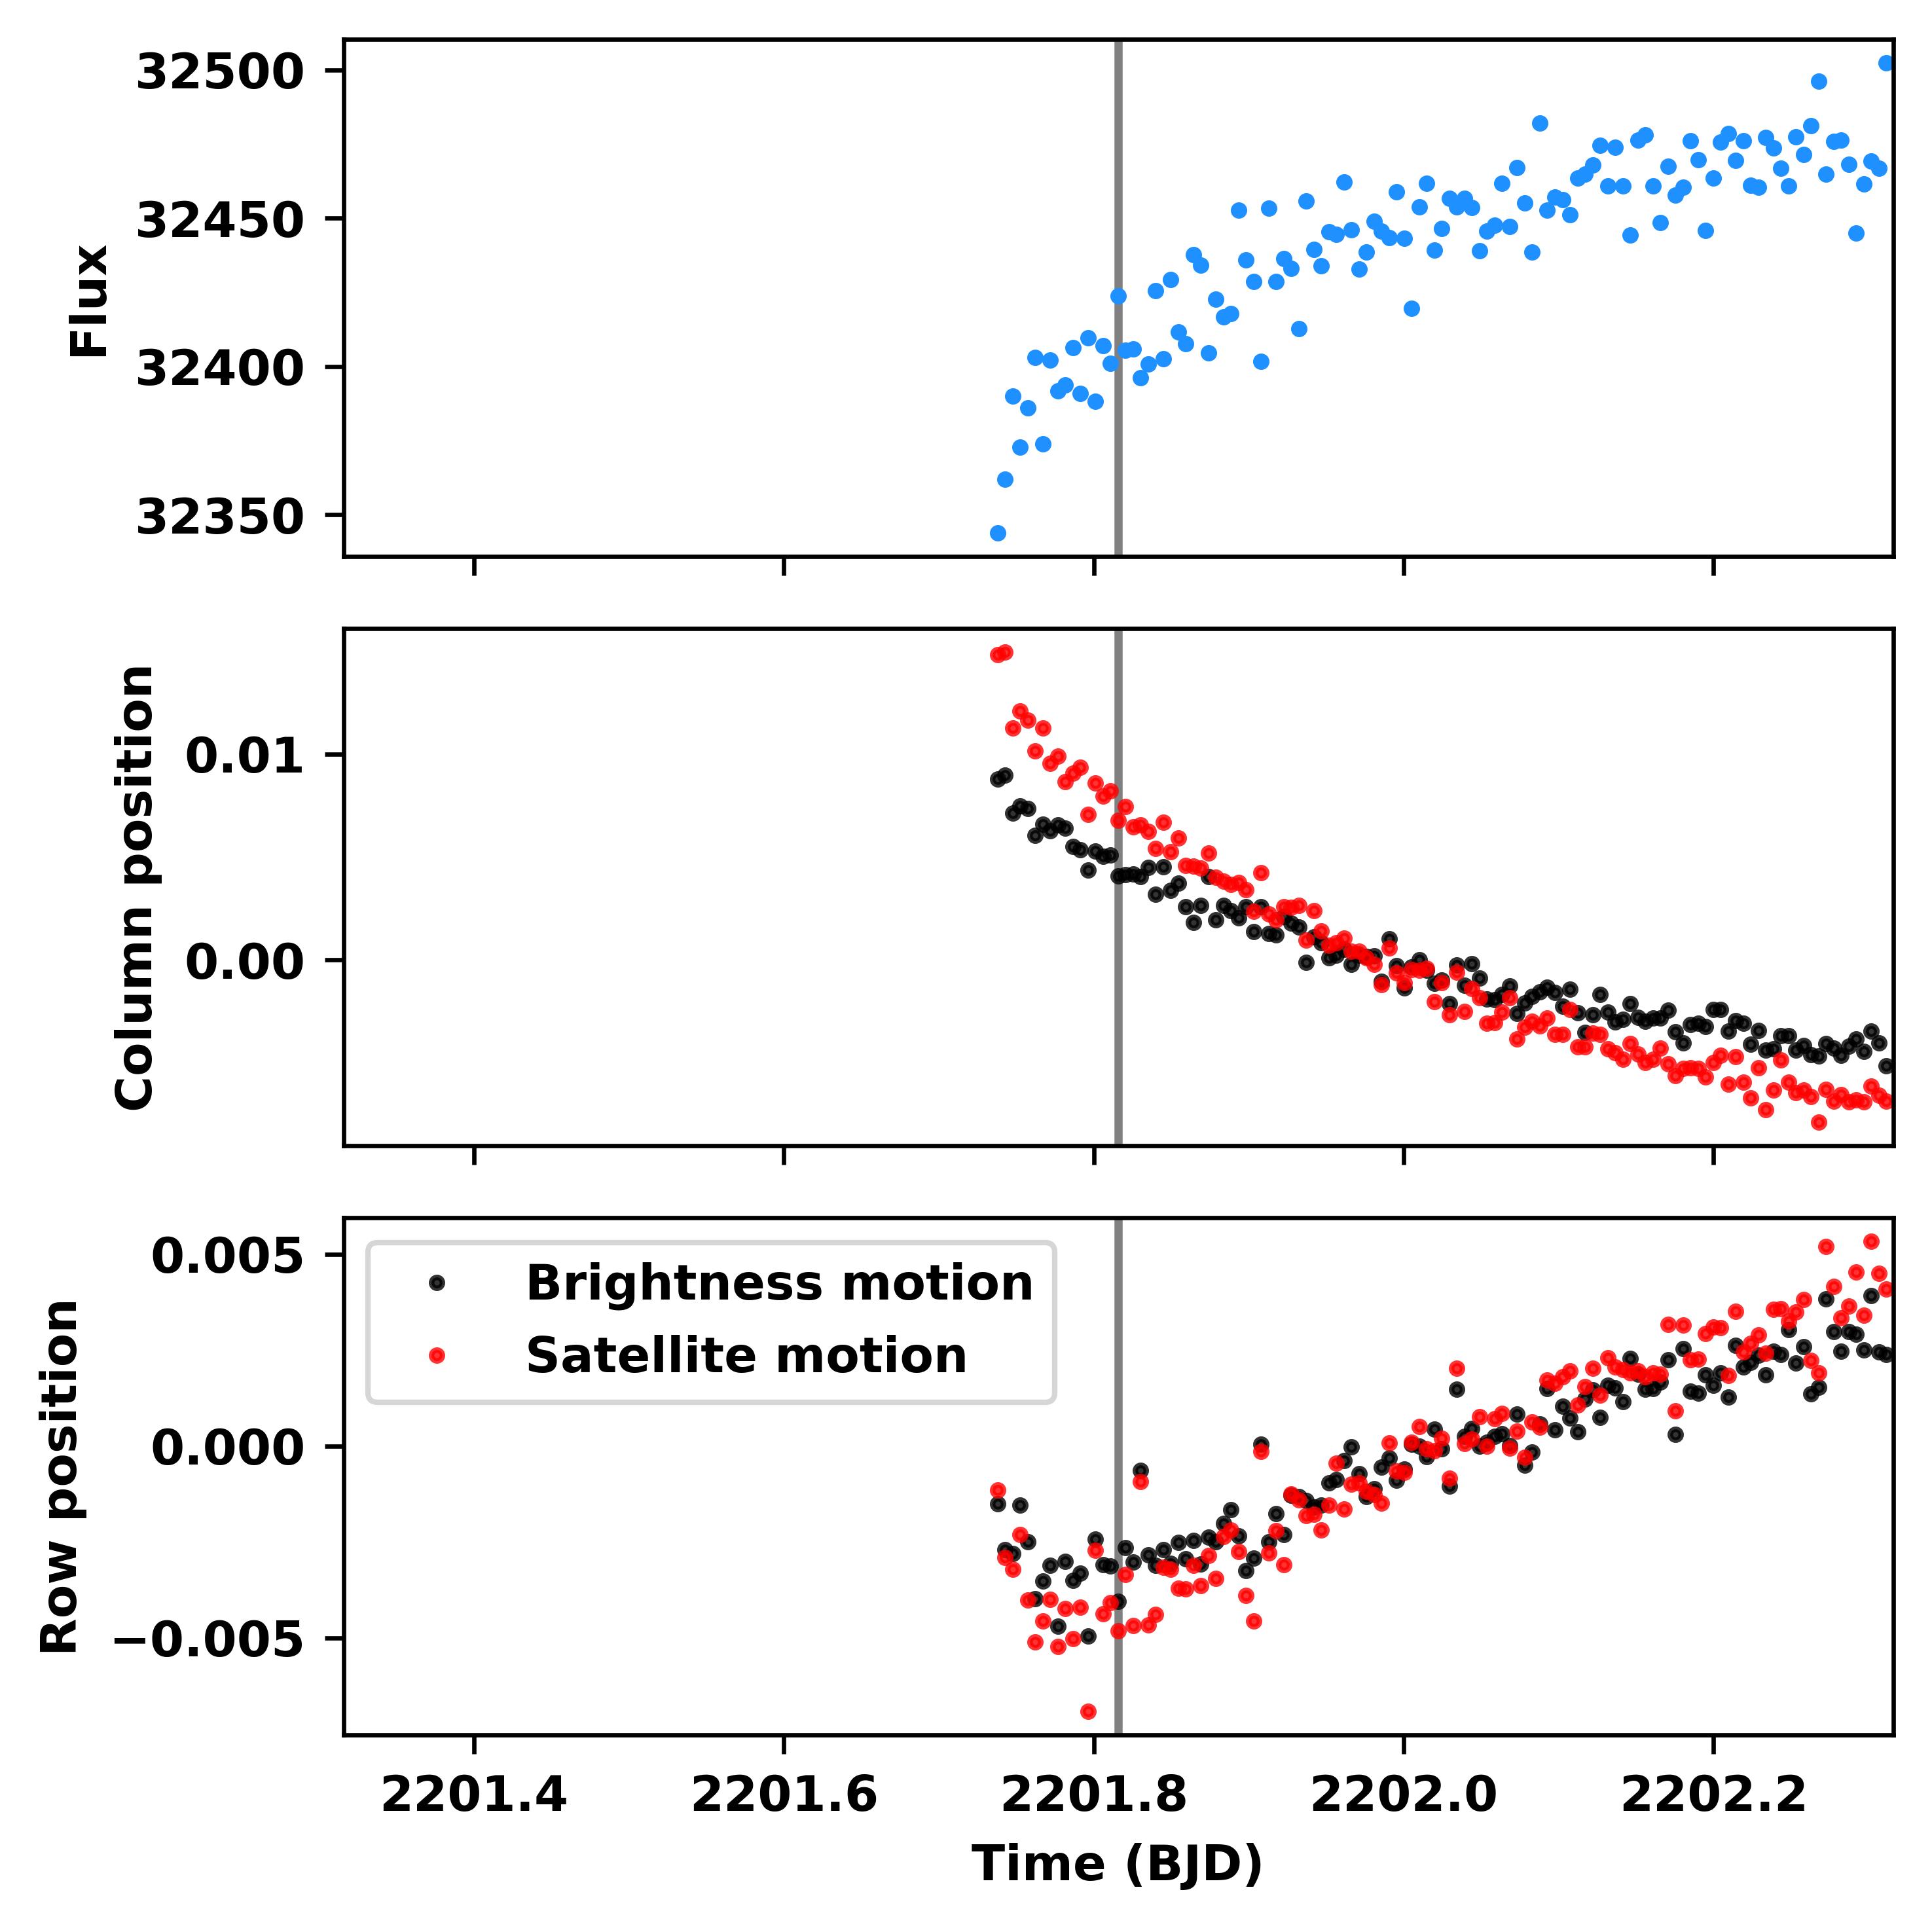 32500
32450
32400
32350
Flux
0.01
0.00
Column position
0.005
0.000
−0.005
Row position
Brightness motion
Satellite motion
2201.4 2201.6 2201.8 2202.0 2202.2
Time (BJD)